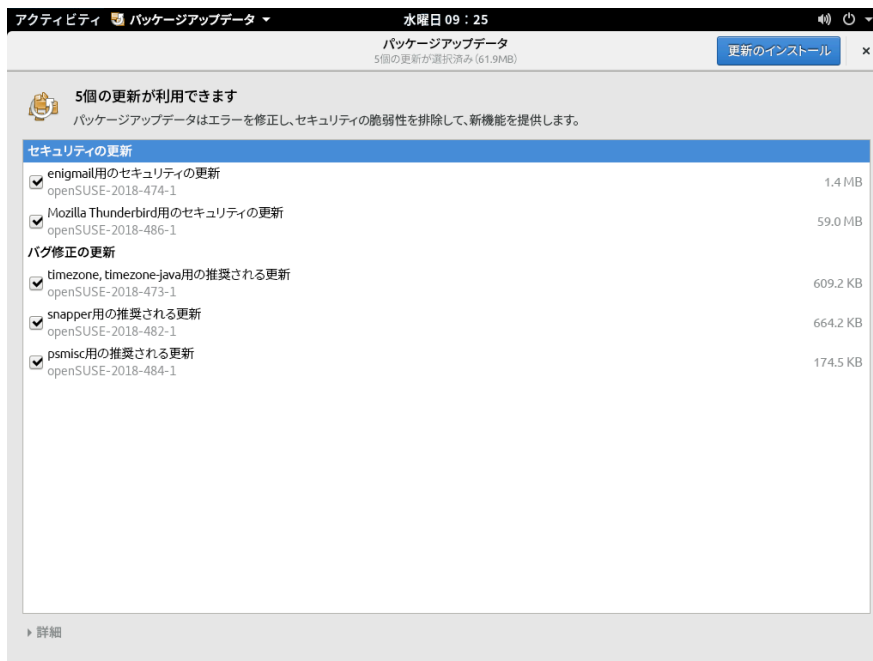 アクティビティ パッケージアップデータ 水曜日 09：25
パッケージアップデータ
5個の更新が選択済み (61.9MB)
更新のインストール
×
5個の更新が利用できます
パッケージアップデータはエラーを修正し、セキュリティの脆弱性を排除して、新機能を提供します。
セキュリティの更新
enigmail用のセキュリティの更新
openSUSE-2018-474-1
1.4 MB
Mozilla Thunderbird用のセキュリティの更新
openSUSE-2018-486-1
59.0 MB
バグ修正の更新
timezone, timezone-java用の推奨される更新
openSUSE-2018-473-1
609.2 KB
snapper用の推奨される更新
openSUSE-2018-482-1
664.2 KB
psmisc用の推奨される更新
openSUSE-2018-484-1
174.5 KB
詳細